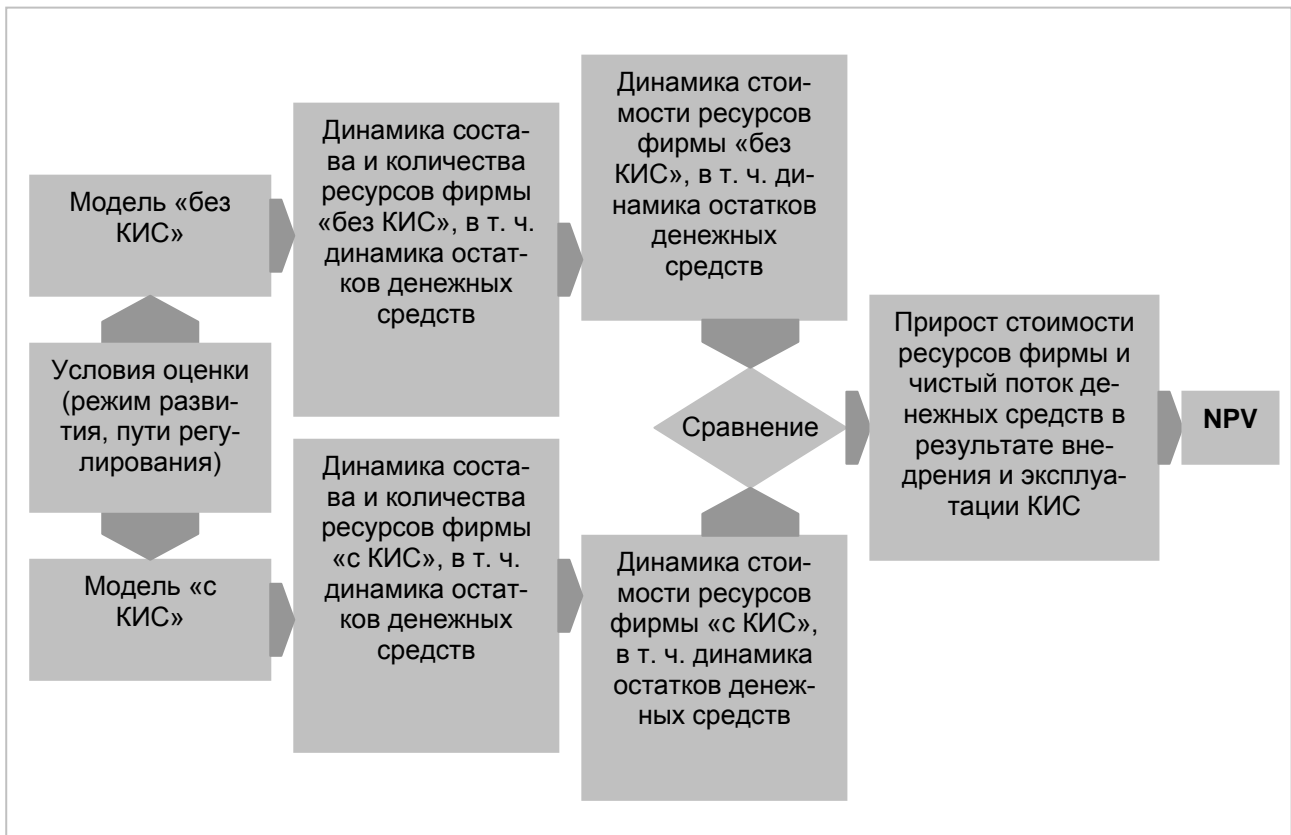 Модель «без
КИС»
Условия оценки
(режим разви-
тия, пути регу-
лирования)
Модель «с
КИС»
Динамика соста-
ва и количества
ресурсов фирмы
«без КИС», в т. ч.
динамика остат-
ков денежных
средств
Динамика соста-
ва и количества
ресурсов фирмы
«с КИС», в т. ч.
динамика остат-
ков денежных
средств
Динамика стои-
мости ресурсов
фирмы «без
КИС», в т. ч. ди-
намика остатков
денежных
средств
Сравнение
Динамика стои-
мости ресурсов
фирмы «с КИС»,
в т. ч. динамика
остатков денеж-
ных средств
Прирост стоимости
ресурсов фирмы и
чистый поток де-
нежных средств в
результате вне-
дрения и эксплуа-
тации КИС
NPV